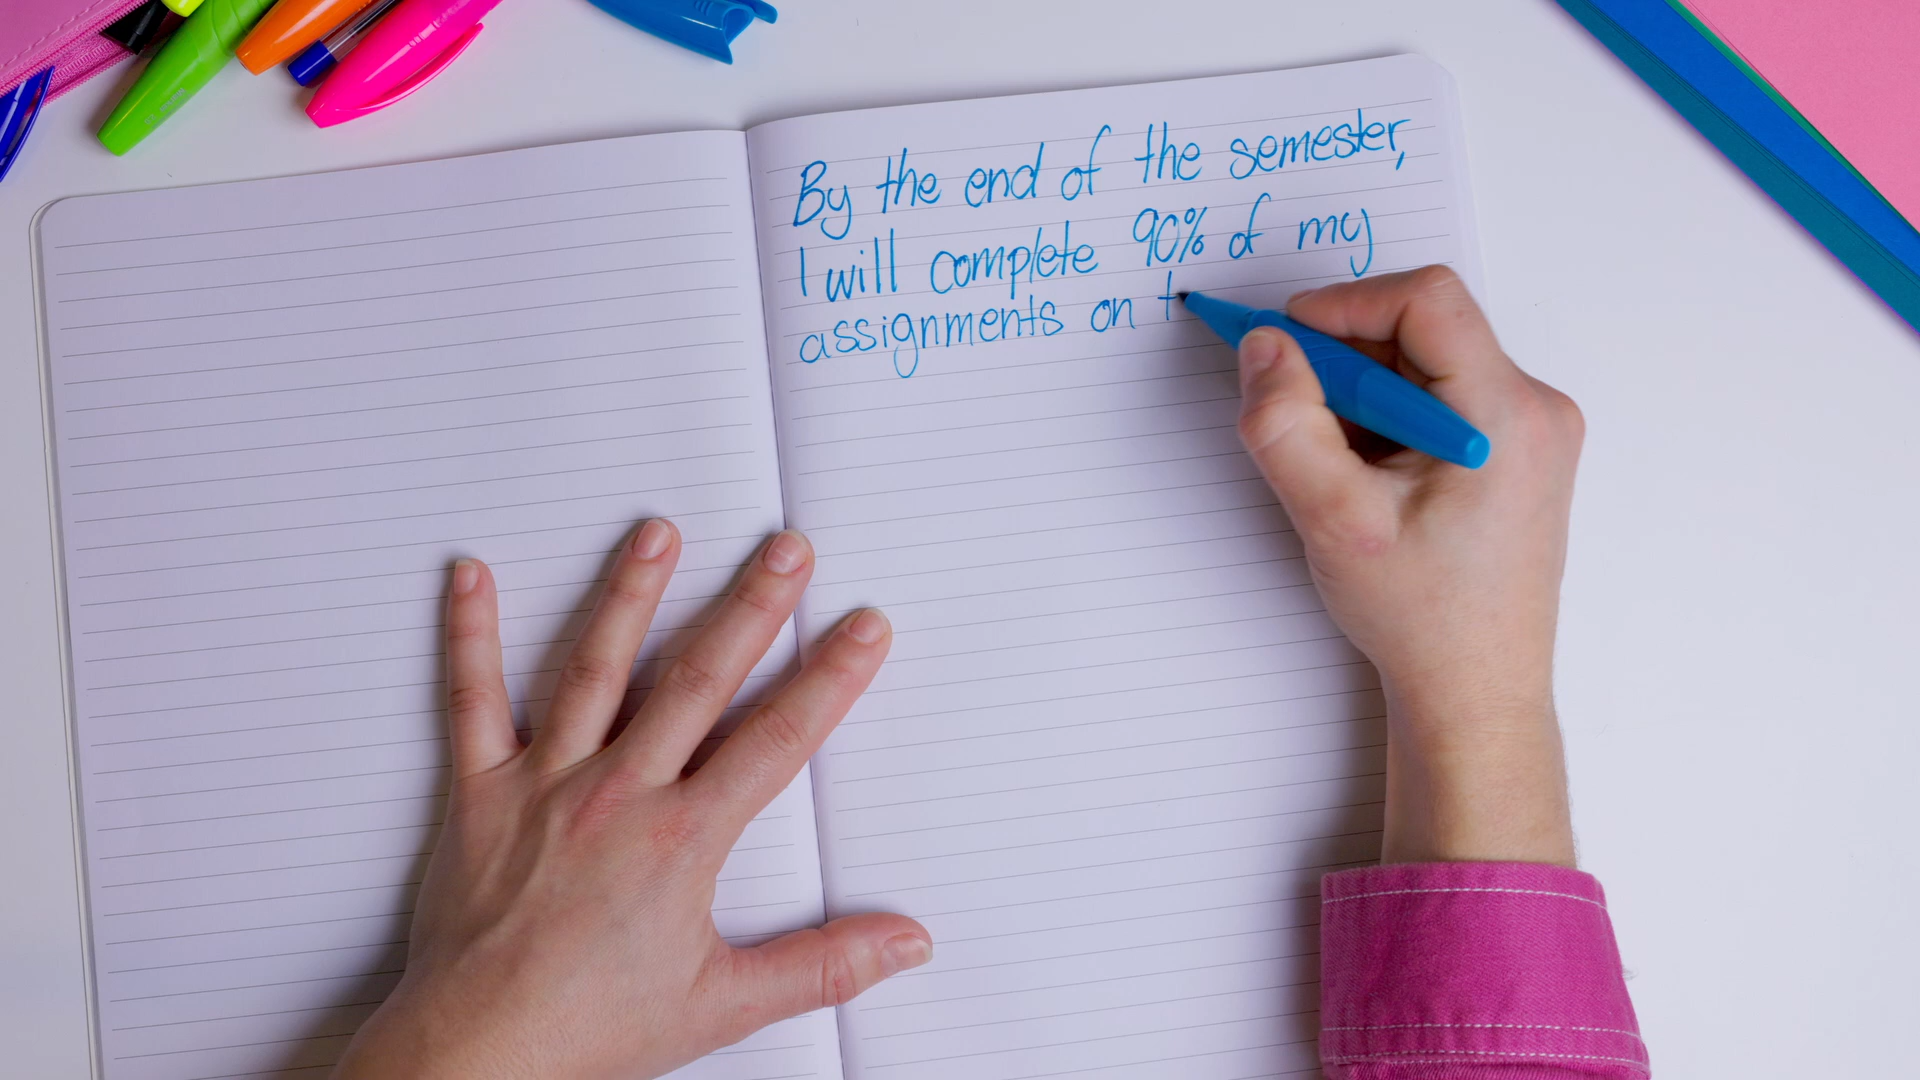 By the end of the semester,
I will complete 90% of my
assignments on t